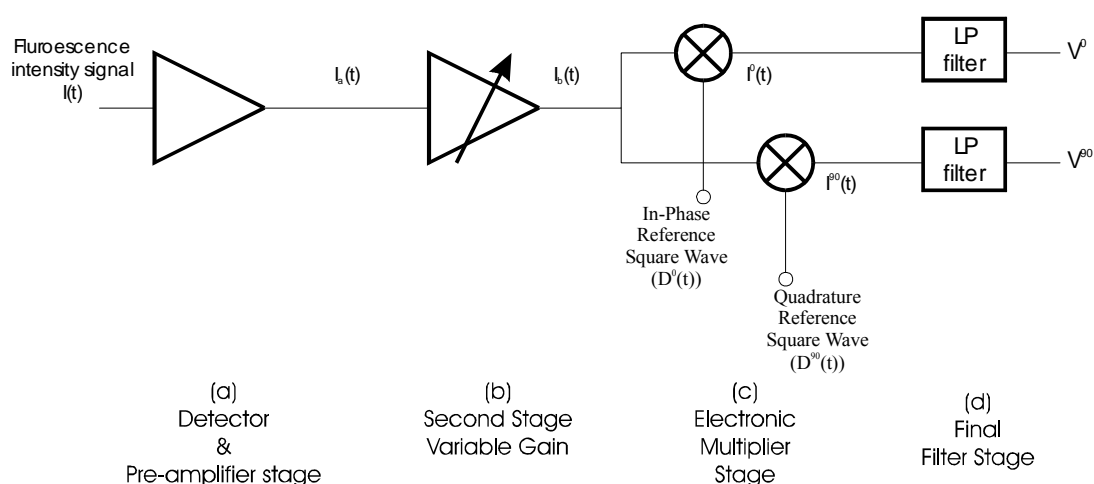 Fluroescence
intensity signal
I(t)
Iₐ(t)
I_b(t)
I⁰(t)
LP
filter
V⁰
I⁹⁰(t)
LP
filter
V⁹⁰
In-Phase
Reference
Square Wave
(D⁰(t))
Quadrature
Reference
Square Wave
(D⁹⁰(t))
(a)
Detector
&
Pre-amplifier stage
(b)
Second Stage
Variable Gain
(c)
Electronic
Multiplier
Stage
(d)
Final
Filter Stage